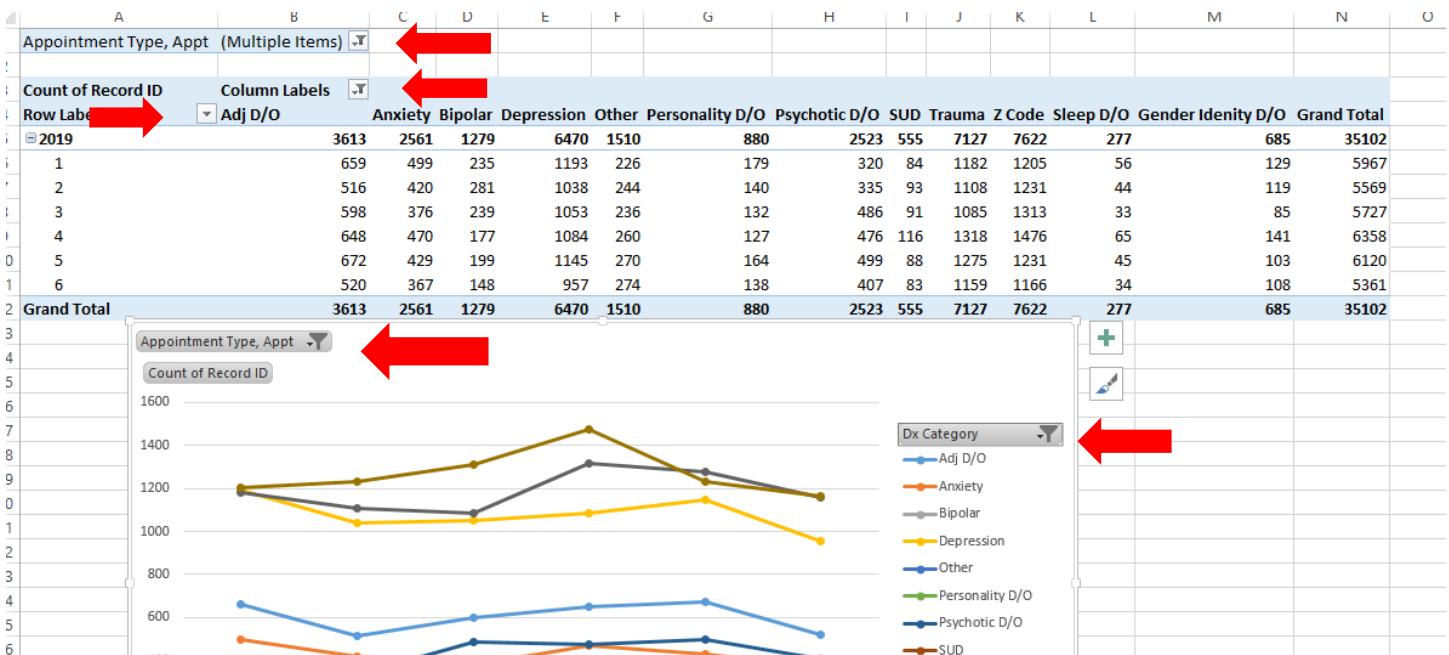 A B C D E F G H I J K L M N O
Appointment Type, Appt (Multiple Items)
Count of Record ID Column Labels
Row Labe Adj D/O Anxiety Bipolar Depression Other Personality D/O Psychotic D/O SUD Trauma Z Code Sleep D/O Gender Idenity D/O Grand Total
2019 3613 2561 1279 6470 1510 880 2523 555 7127 7622 277 685 35102
1 659 499 235 1193 226 179 320 84 1182 1205 56 129 5967
2 516 420 281 1038 244 140 335 93 1108 1231 44 119 5569
3 598 376 239 1053 236 132 486 91 1085 1313 33 85 5727
4 648 470 177 1084 260 127 476 116 1318 1476 65 141 6358
5 672 429 199 1145 270 164 499 88 1275 1231 45 103 6120
6 520 367 148 957 274 138 407 83 1159 1166 34 108 5361
Grand Total 3613 2561 1279 6470 1510 880 2523 555 7127 7622 277 685 35102
Appointment Type, Appt
Count of Record ID
1600
1400
1200
1000
800
600
Dx Category
Adj D/O
Anxiety
Bipolar
Depression
Other
Personality D/O
Psychotic D/O
SUD